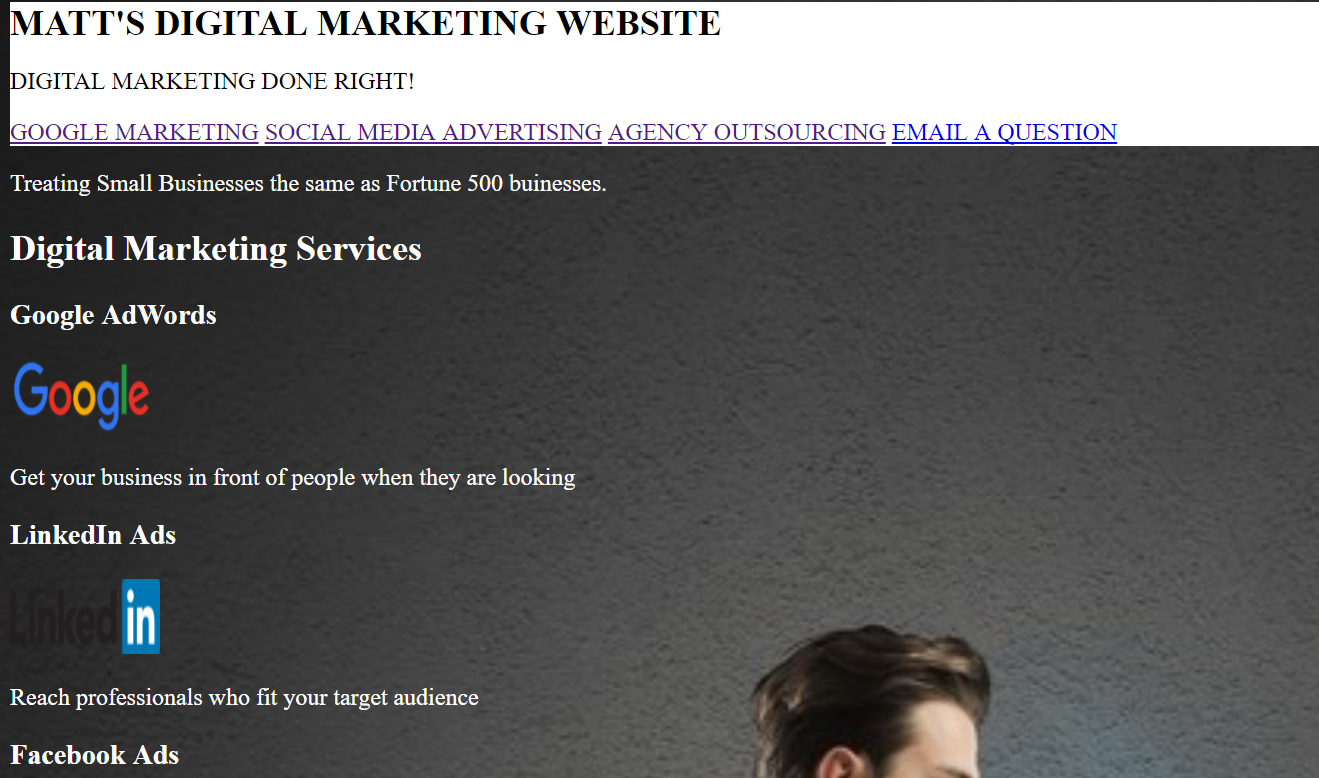 MATT'S DIGITAL MARKETING WEBSITE
DIGITAL MARKETING DONE RIGHT!
GOOGLE MARKETING SOCIAL MEDIA ADVERTISING AGENCY OUTSOURCING EMAIL A QUESTION
Treating Small Businesses the same as Fortune 500 buinesses.
Digital Marketing Services
Google AdWords
Google
Get your business in front of people when they are looking
LinkedIn Ads
Linkedin
Reach professionals who fit your target audience
Facebook Ads